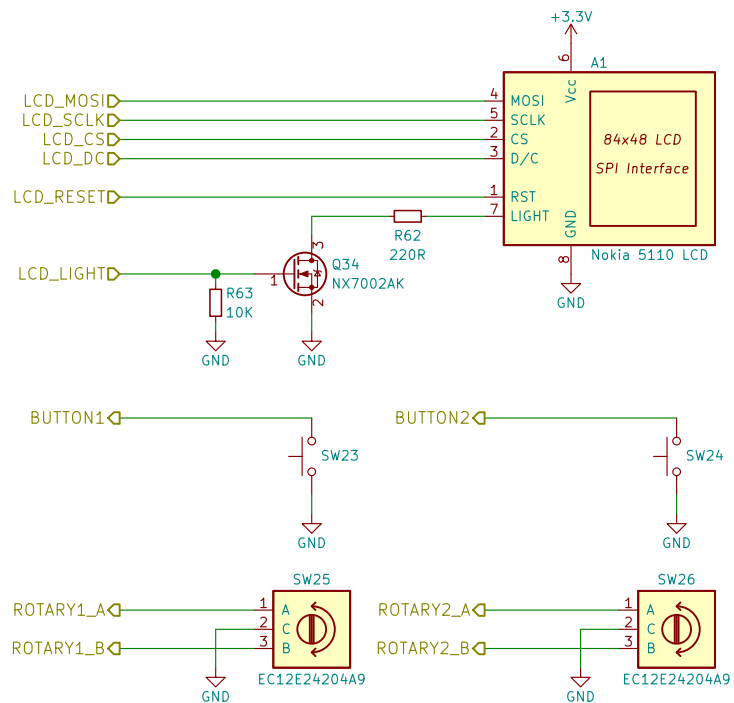 +3.3V
6
A1
Vcc
LCD_MOSI
4
MOSI
LCD_SCLK
5
SCLK
LCD_CS
2
CS
LCD_DC
3
D/C
84x48 LCD
SPI Interface
LCD_RESET
1
RST
7
LIGHT
GND
R62
220R
8
Nokia 5110 LCD
GND
LCD_LIGHT
1
3
2
Q34
NX7002AK
R63
10K
GND
GND
BUTTON1
SW23
GND
BUTTON2
SW24
GND
SW25
ROTARY1_A
1
A
2
C
ROTARY1_B
3
B
EC12E24204A9
GND
SW26
ROTARY2_A
1
A
2
C
ROTARY2_B
3
B
EC12E24204A9
GND